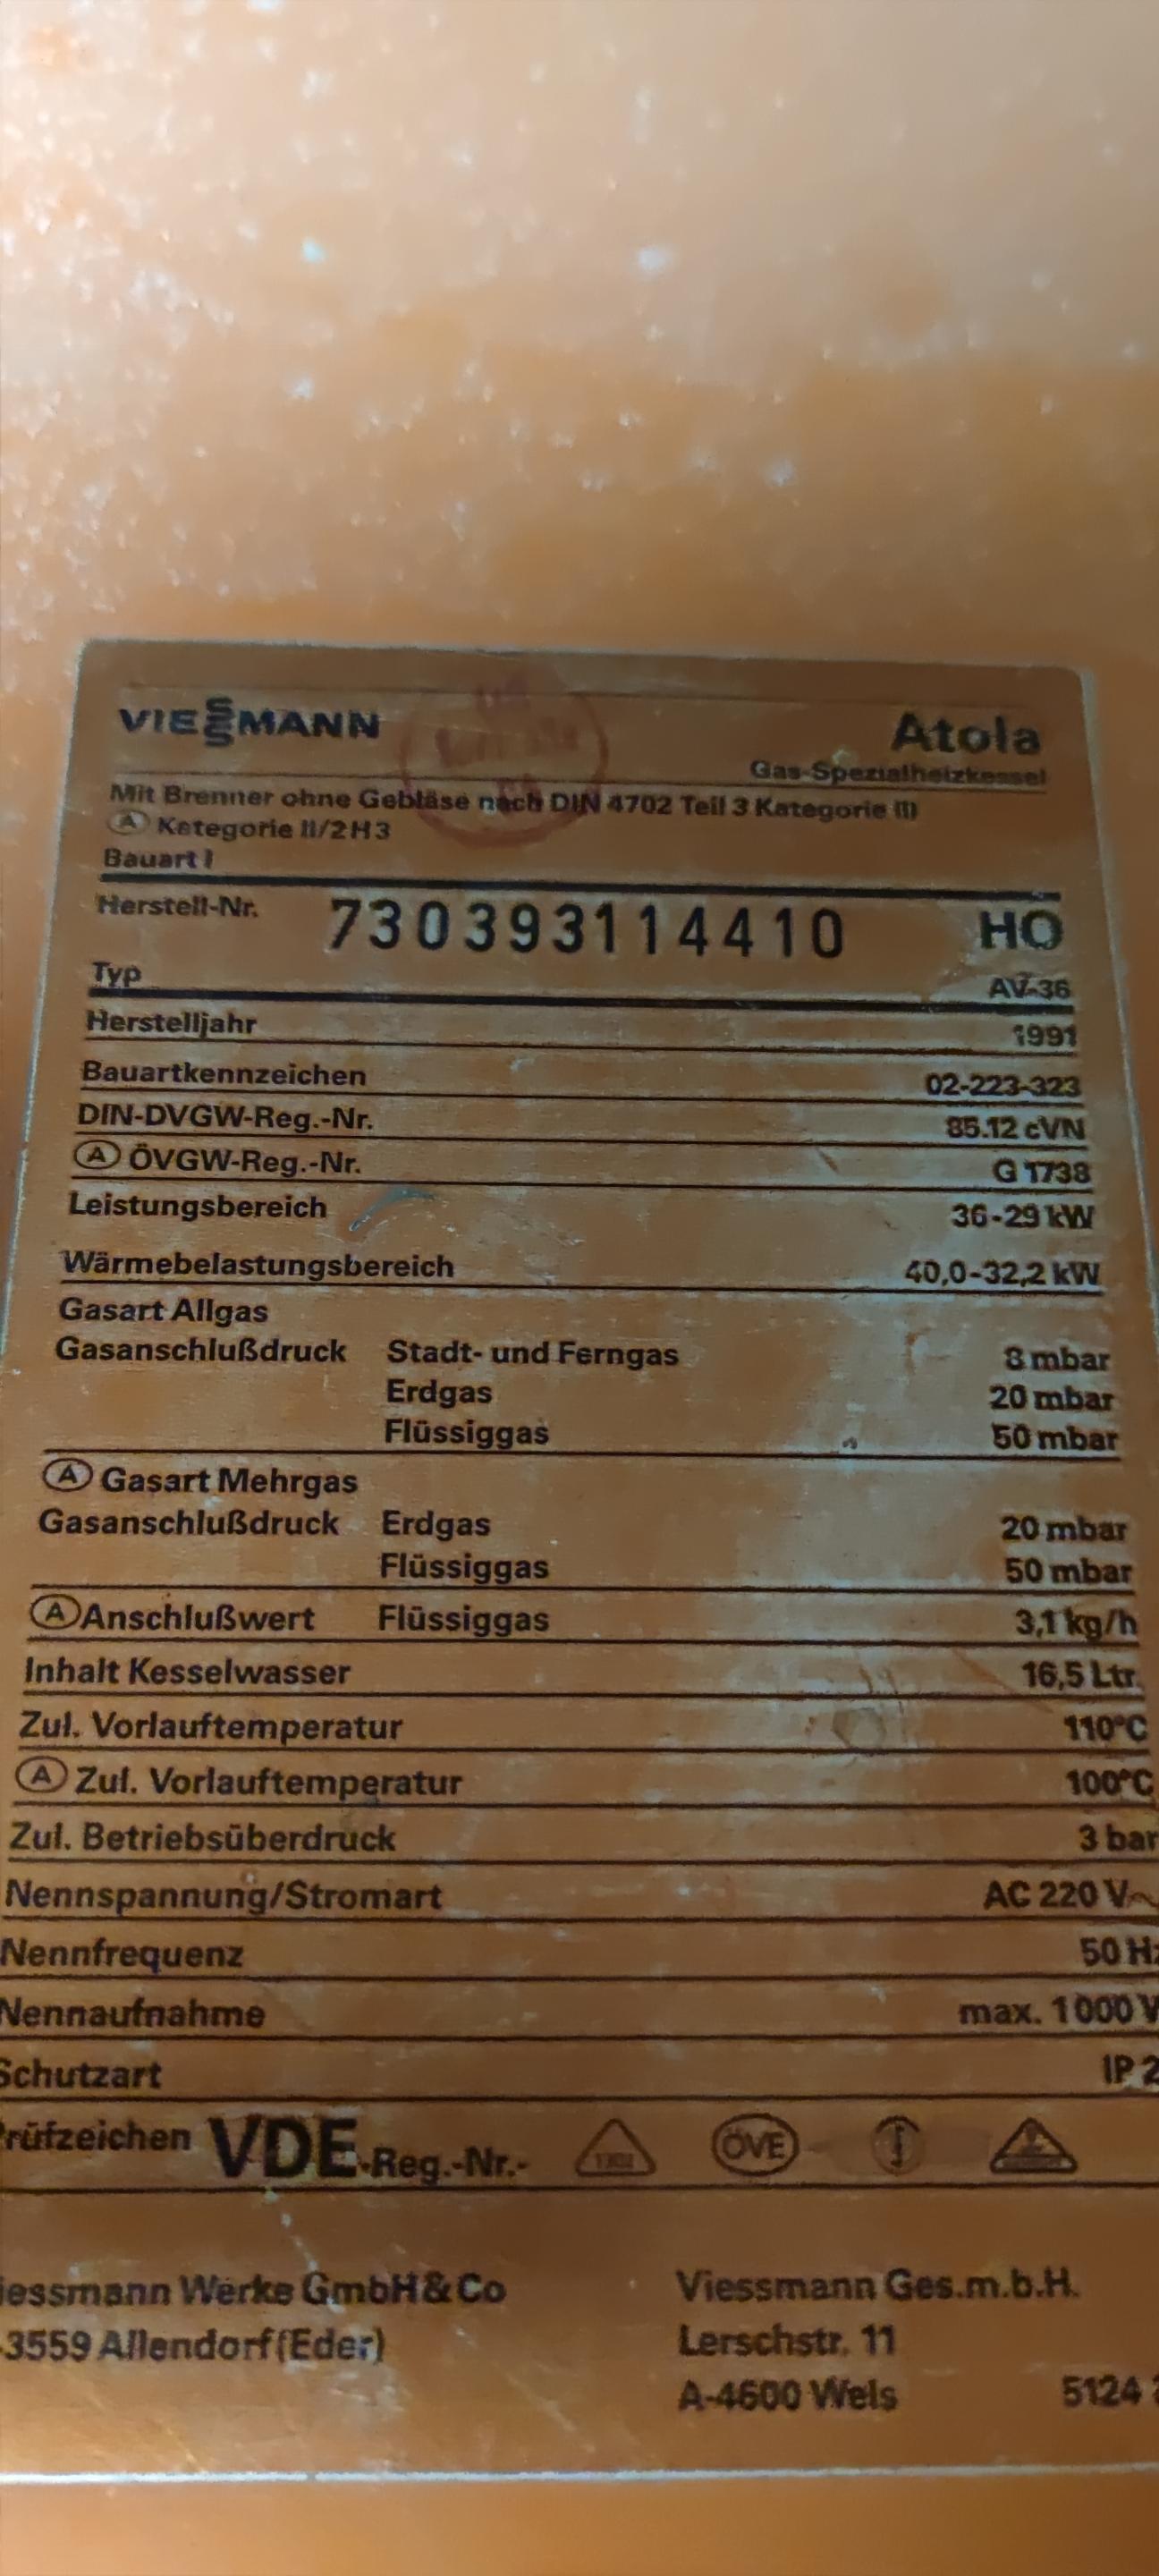 VIESSMANN Atola
Gas-Spezialheizkessel
Mit Brenner ohne Gebläse nach DIN 4702 Teil 3 Kategorie III
A Kategorie II/2H3
Bauart I
Herstell-Nr. 730393114410 HO
Typ AV-36
Herstelljahr 1991
Bauartkennzeichen 02-223-323
DIN-DVGW-Reg.-Nr. 85.12 cVN
A ÖVGW-Reg.-Nr. G 1738
Leistungsbereich 36-29 kW
Wärmebelastungsbereich 40,0-32,2 kW
Gasart Allgas
Gasanschlußdruck Stadt- und Ferngas 8 mbar
Erdgas 20 mbar
Flüssiggas 50 mbar
A Gasart Mehrgas
Gasanschlußdruck Erdgas 20 mbar
Flüssiggas 50 mbar
A Anschlußwert Flüssiggas 3,1 kg/h
Inhalt Kesselwasser 16,5 Ltr.
Zul. Vorlauftemperatur 110°C
A Zul. Vorlauftemperatur 100°C
Zul. Betriebsüberdruck 3 bar
Nennspannung/Stromart AC 220 V~
Nennfrequenz 50 Hz
Nennaufnahme max. 1000
Schutzart IP 2
rüfzeichen VDE-Reg.-Nr.- ÖVE
iessmann Werke GmbH&Co Viessmann Ges.m.b.H.
3559 Allendorf (Eder) Lerschstr. 11
A-4600 Wels 5124